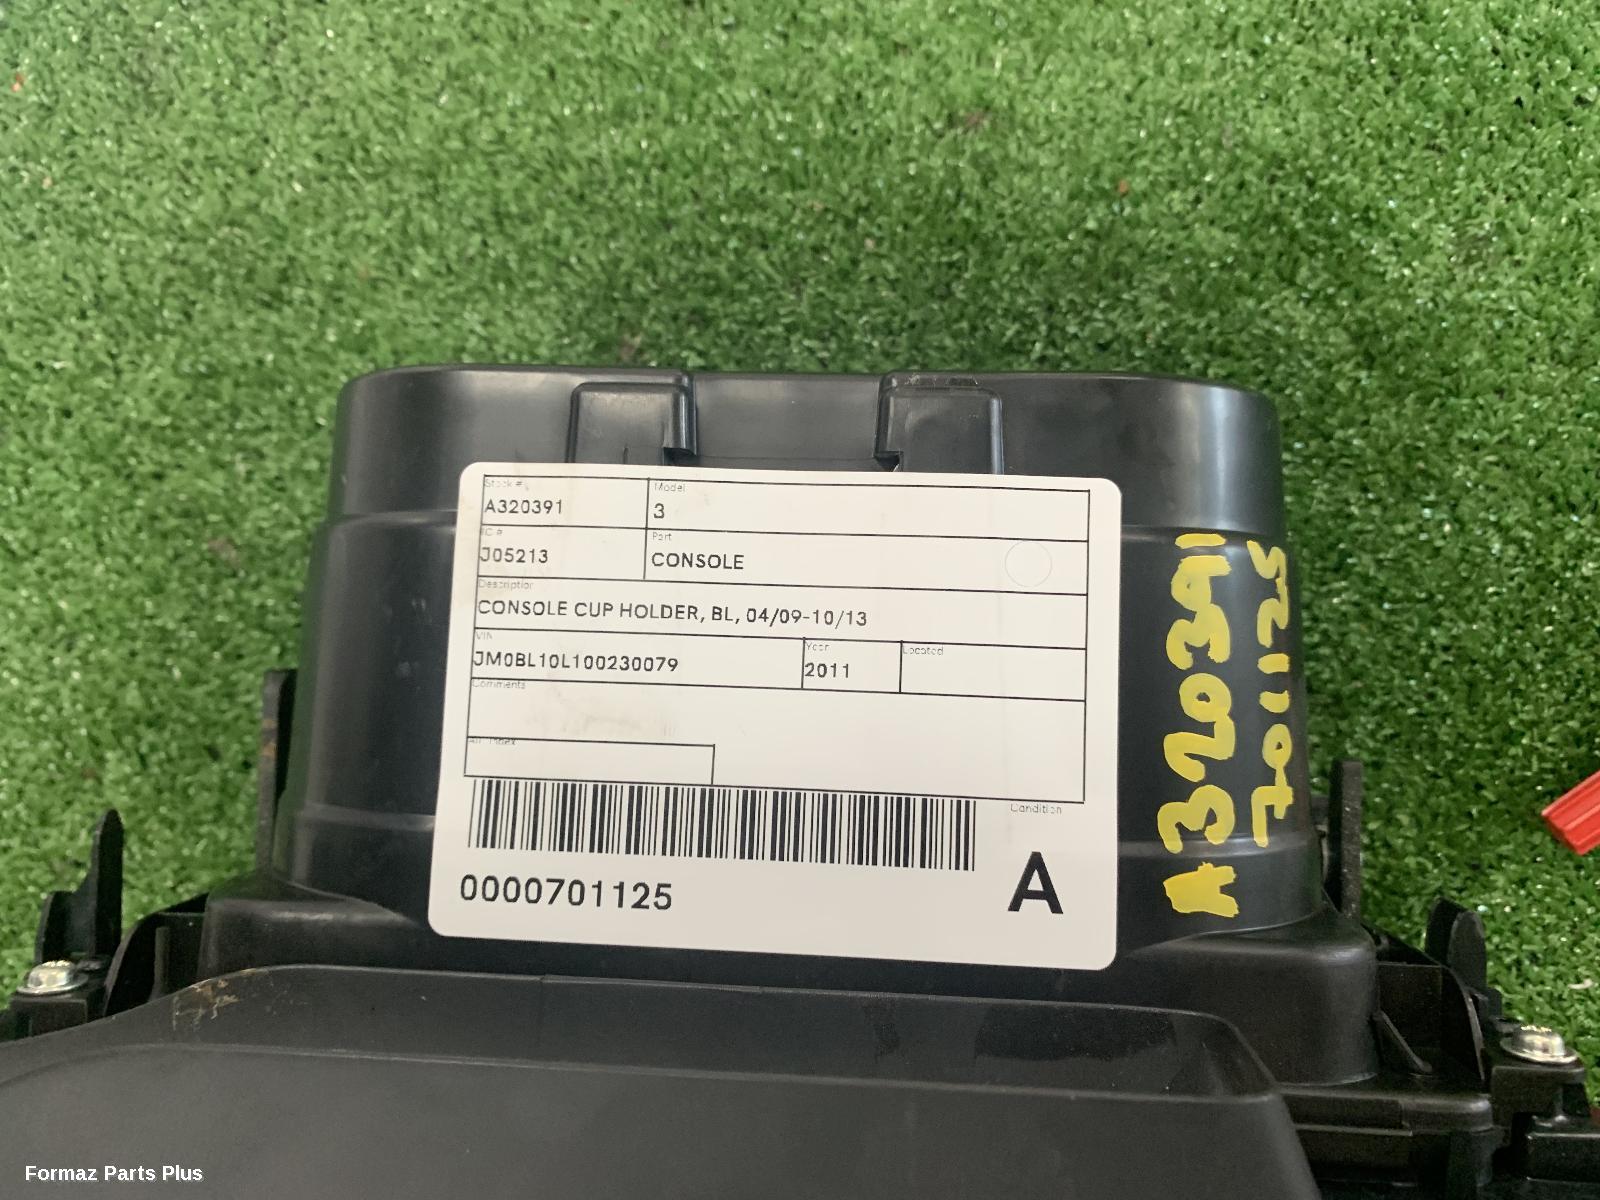 Stock # Model
A320391 3
IC # Part
J05213 CONSOLE
Description
CONSOLE CUP HOLDER, BL, 04/09-10/13
VIN Year Located
JM0BL10L100230079 2011
Comments
Condition
0000701125 A
A320391
701125
Formaz Parts Plus